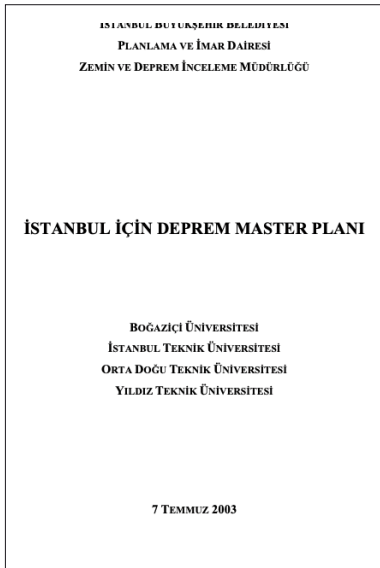 İSTANBUL BÜYÜKŞEHİR BELEDİYESİ
PLANLAMA VE İMAR DAİRESİ
ZEMİN VE DEPREM İNCELEME MÜDÜRLÜĞÜ
İSTANBUL İÇİN DEPREM MASTER PLANI
BOĞAZİÇİ ÜNİVERSİTESİ
İSTANBUL TEKNİK ÜNİVERSİTESİ
ORTA DOĞU TEKNİK ÜNİVERSİTESİ
YILDIZ TEKNİK ÜNİVERSİTESİ
7 TEMMUZ 2003